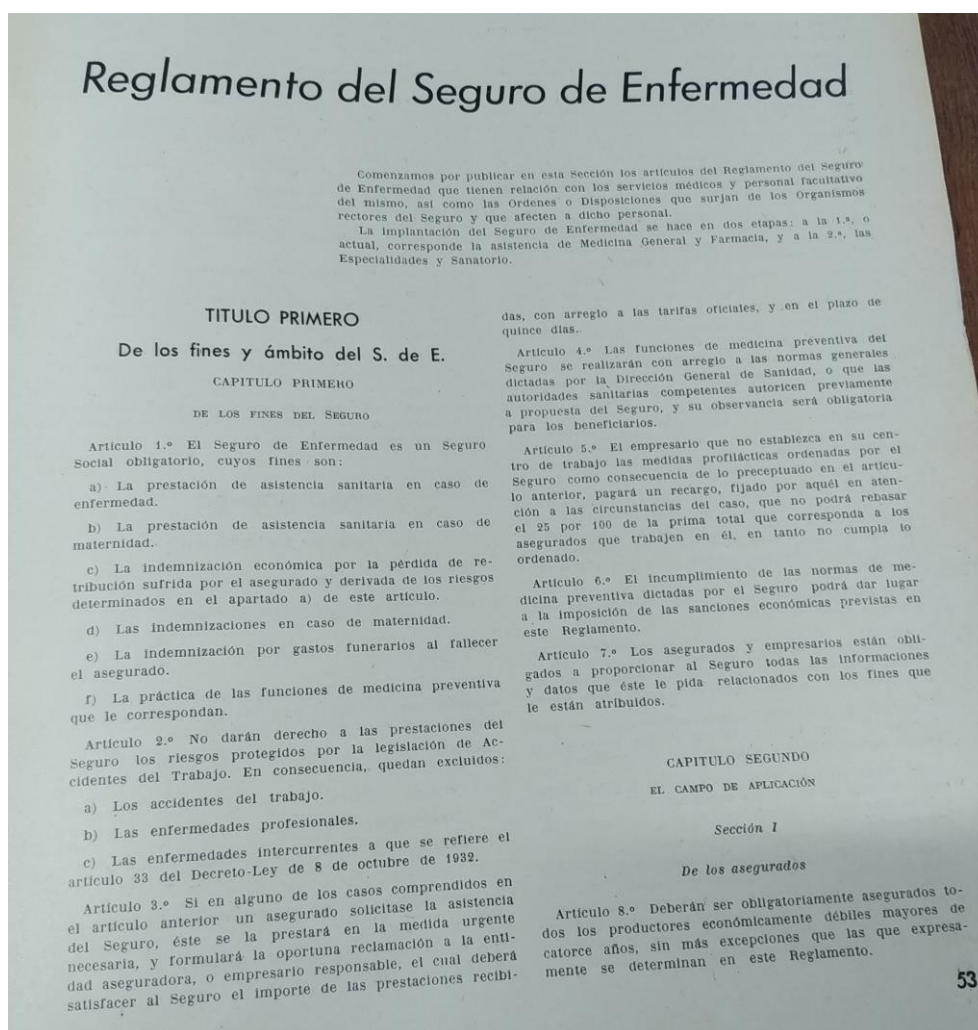 Reglamento del Seguro de Enfermedad
Comenzamos por publicar en esta Sección los artículos del Reglamento del Seguro
de Enfermedad que tienen relación con los servicios médicos y personal facultativo
del mismo, así como las Ordenes o Disposiciones que surjan de los Organismos
rectores del Seguro y que afecten a dicho personal.
La implantación del Seguro de Enfermedad se hace en dos etapas: a la 1.ª, o
actual, corresponde la asistencia de Medicina General y Farmacia, y a la 2.ª, las
Especialidades y Sanatorio.
TITULO PRIMERO
De los fines y ámbito del S. de E.
CAPITULO PRIMERO
DE LOS FINES DEL SEGURO
Artículo 1.º El Seguro de Enfermedad es un Seguro
Social obligatorio, cuyos fines son:
a) La prestación de asistencia sanitaria en caso de
enfermedad.
b) La prestación de asistencia sanitaria en caso de
maternidad.
c) La indemnización económica por la pérdida de re-
tribución sufrida por el asegurado y derivada de los riesgos
determinados en el apartado a) de este artículo.
d) Las indemnizaciones en caso de maternidad.
e) La indemnización por gastos funerarios al fallecer
el asegurado.
f) La práctica de las funciones de medicina preventiva
que le correspondan.
Artículo 2.º No darán derecho a las prestaciones del
Seguro los riesgos protegidos por la legislación de Ac-
cidentes del Trabajo. En consecuencia, quedan excluidos:
a) Los accidentes del trabajo.
b) Las enfermedades profesionales.
c) Las enfermedades intercurrentes a que se refiere el
artículo 33 del Decreto-Ley de 8 de octubre de 1932.
Artículo 3.º Si en alguno de los casos comprendidos en
el artículo anterior un asegurado solicitase la asistencia
del Seguro, éste se la prestará en la medida urgente
necesaria, y formulará la oportuna reclamación a la enti-
dad aseguradora, o empresario responsable, el cual deberá
satisfacer al Seguro el importe de las prestaciones recibi-
das, con arreglo a las tarifas oficiales, y en el plazo de
quince días.
Artículo 4.º Las funciones de medicina preventiva del
Seguro se realizarán con arreglo a las normas generales
dictadas por la Dirección General de Sanidad, o que las
autoridades sanitarias competentes autoricen previamente
a propuesta del Seguro, y su observancia será obligatoria
para los beneficiarios.
Artículo 5.º El empresario que no establezca en su cen-
tro de trabajo las medidas profilácticas ordenadas por el
Seguro como consecuencia de lo preceptuado en el artícu-
lo anterior, pagará un recargo, fijado por aquél en aten-
ción a las circunstancias del caso, que no podrá rebasar
el 25 por 100 de la prima total que corresponda a los
asegurados que trabajen en él, en tanto no cumpla lo
ordenado.
Artículo 6.º El incumplimiento de las normas de me-
dicina preventiva dictadas por el Seguro podrá dar lugar
a la imposición de las sanciones económicas previstas en
este Reglamento.
Artículo 7.º Los asegurados y empresarios están obli-
gados a proporcionar al Seguro todas las informaciones
y datos que éste le pida relacionados con los fines que
le están atribuidos.
CAPITULO SEGUNDO
EL CAMPO DE APLICACIÓN
Sección I
De los asegurados
Artículo 8.º Deberán ser obligatoriamente asegurados to-
dos los productores económicamente débiles mayores de
catorce años, sin más excepciones que las que expresa-
mente se determinan en este Reglamento.
53